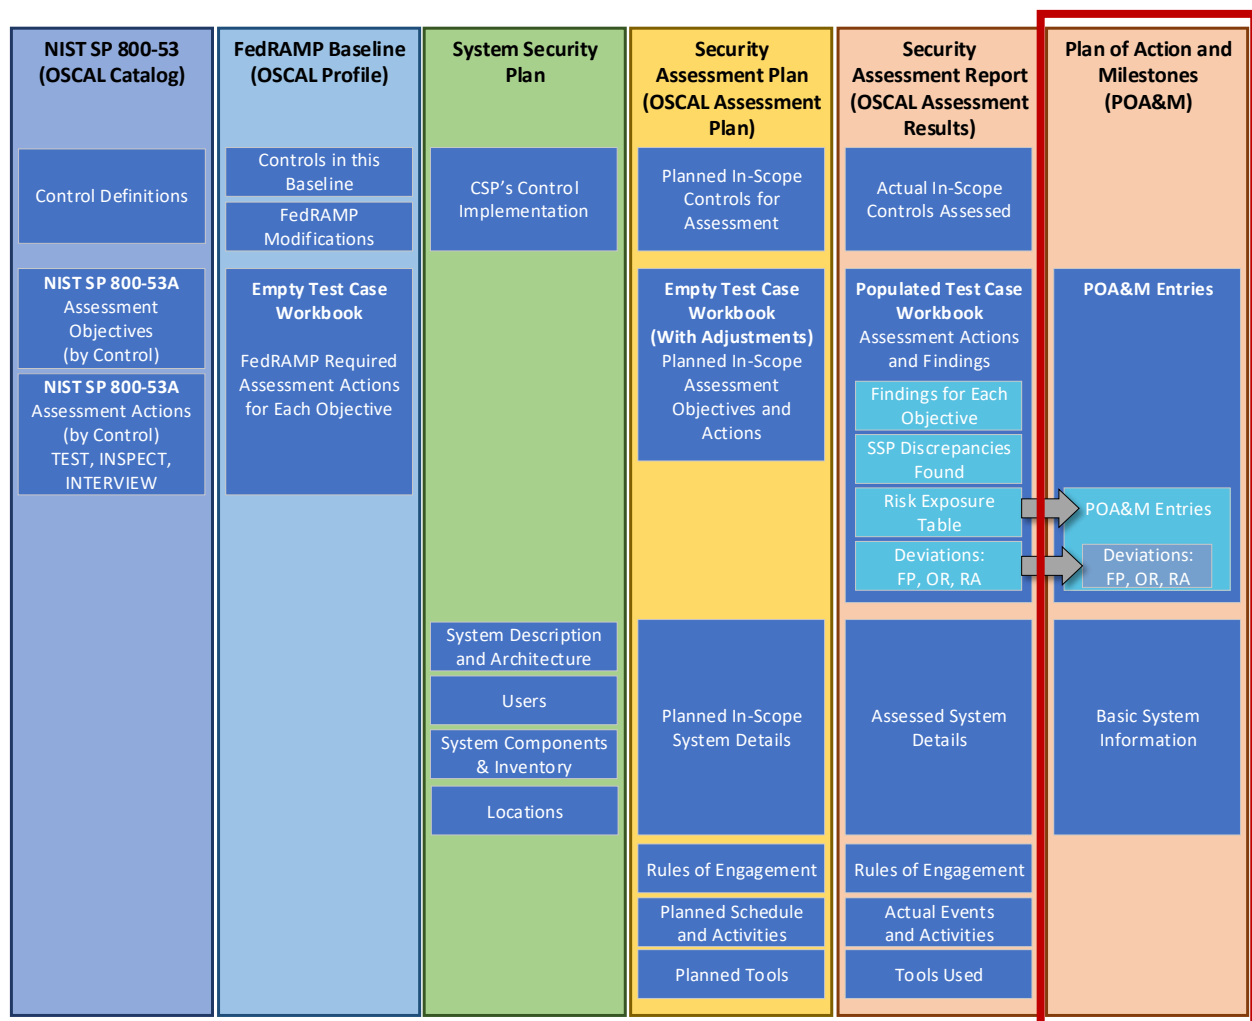 NIST SP 800-53
(OSCAL Catalog)
Control Definitions
NIST SP 800-53A
Assessment
Objectives
(by Control)
NIST SP 800-53A
Assessment Actions
(by Control)
TEST, INSPECT,
INTERVIEW
FedRAMP Baseline
(OSCAL Profile)
Controls in this
Baseline
FedRAMP
Modifications
Empty Test Case
Workbook
FedRAMP Required
Assessment Actions
for Each Objective
System Security
Plan
CSP’s Control
Implementation
System Description
and Architecture
Users
System Components
& Inventory
Locations
Security
Assessment Plan
(OSCAL Assessment
Plan)
Planned In-Scope
Controls for
Assessment
Empty Test Case
Workbook
(With Adjustments)
Planned In-Scope
Assessment
Objectives and
Actions
Planned In-Scope
System Details
Rules of Engagement
Planned Schedule
and Activities
Planned Tools
Security
Assessment Report
(OSCAL Assessment
Results)
Actual In-Scope
Controls Assessed
Populated Test Case
Workbook
Assessment Actions
and Findings
Findings for Each
Objective
SSP Discrepancies
Found
Risk Exposure
Table
Deviations:
FP, OR, RA
Assessed System
Details
Rules of Engagement
Actual Events
and Activities
Tools Used
Plan of Action and
Milestones
(POA&M)
POA&M Entries
POA&M Entries
Deviations:
FP, OR, RA
Basic System
Information